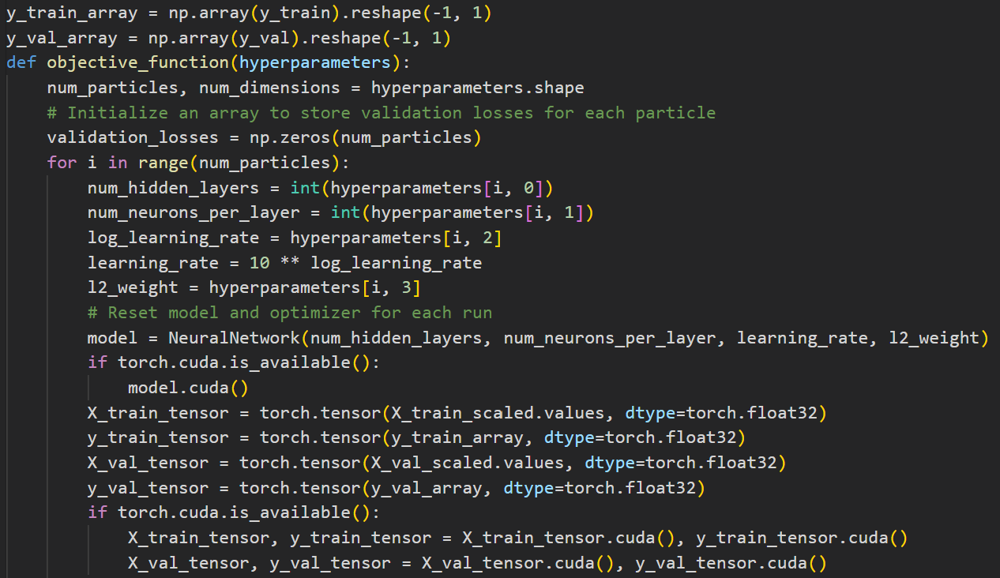 y_train_array = np.array(y_train).reshape(-1, 1)
y_val_array = np.array(y_val).reshape(-1, 1)
def objective_function(hyperparameters):
    num_particles, num_dimensions = hyperparameters.shape
    # Initialize an array to store validation losses for each particle
    validation_losses = np.zeros(num_particles)
    for i in range(num_particles):
        num_hidden_layers = int(hyperparameters[i, 0])
        num_neurons_per_layer = int(hyperparameters[i, 1])
        log_learning_rate = hyperparameters[i, 2]
        learning_rate = 10 ** log_learning_rate
        l2_weight = hyperparameters[i, 3]
        # Reset model and optimizer for each run
        model = NeuralNetwork(num_hidden_layers, num_neurons_per_layer, learning_rate, l2_weight)
        if torch.cuda.is_available():
            model.cuda()
        X_train_tensor = torch.tensor(X_train_scaled.values, dtype=torch.float32)
        y_train_tensor = torch.tensor(y_train_array, dtype=torch.float32)
        X_val_tensor = torch.tensor(X_val_scaled.values, dtype=torch.float32)
        y_val_tensor = torch.tensor(y_val_array, dtype=torch.float32)
        if torch.cuda.is_available():
            X_train_tensor, y_train_tensor = X_train_tensor.cuda(), y_train_tensor.cuda()
            X_val_tensor, y_val_tensor = X_val_tensor.cuda(), y_val_tensor.cuda()